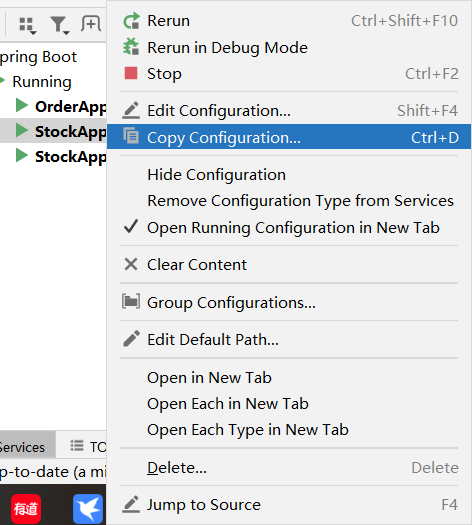 Rerun Ctrl+Shift+F10
pring Boot
Rerun in Debug Mode
Running
Stop Ctrl+F2
OrderApp
Edit Configuration... Shift+F4
StockApp
Copy Configuration... Ctrl+D
StockApp
Hide Configuration
Remove Configuration Type from Services
Open Running Configuration in New Tab
Clear Content
Group Configurations...
Edit Default Path...
Open in New Tab
Open Each in New Tab
Open Each Type in New Tab
Services TO
p-to-date (a mi
Delete... Delete
有道
Jump to Source F4